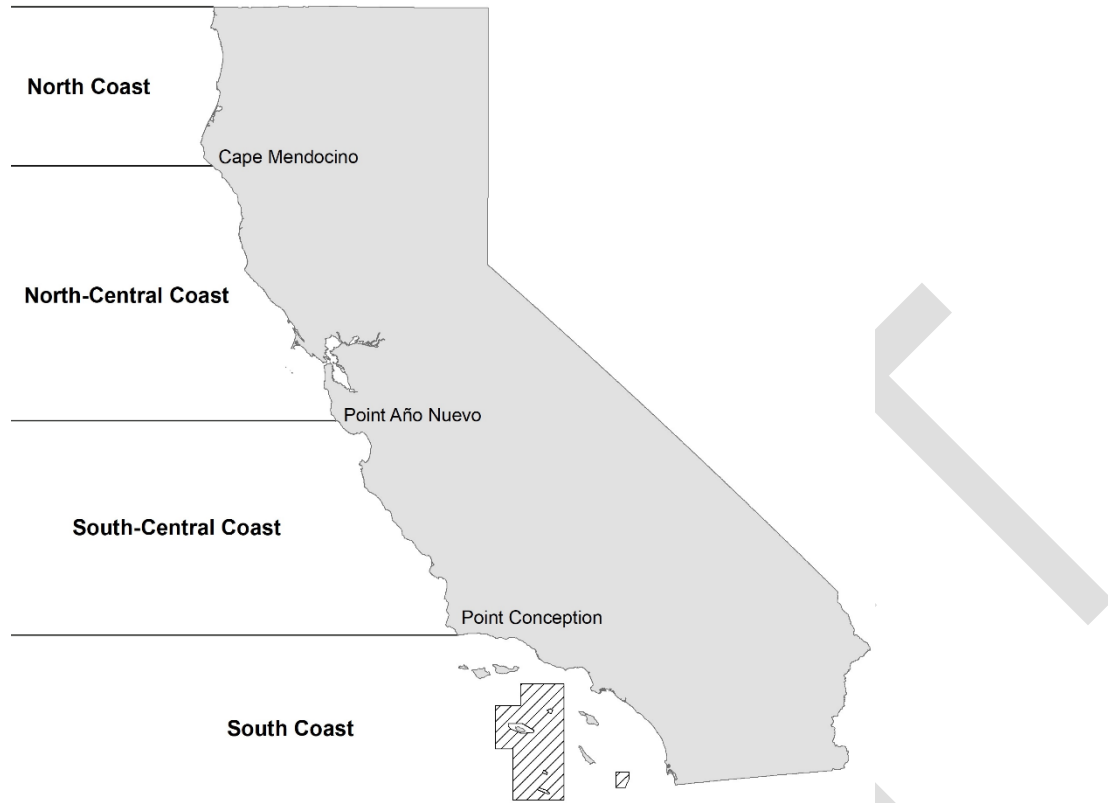 North Coast
Cape Mendocino
North-Central Coast
Point Año Nuevo
South-Central Coast
Point Conception
South Coast